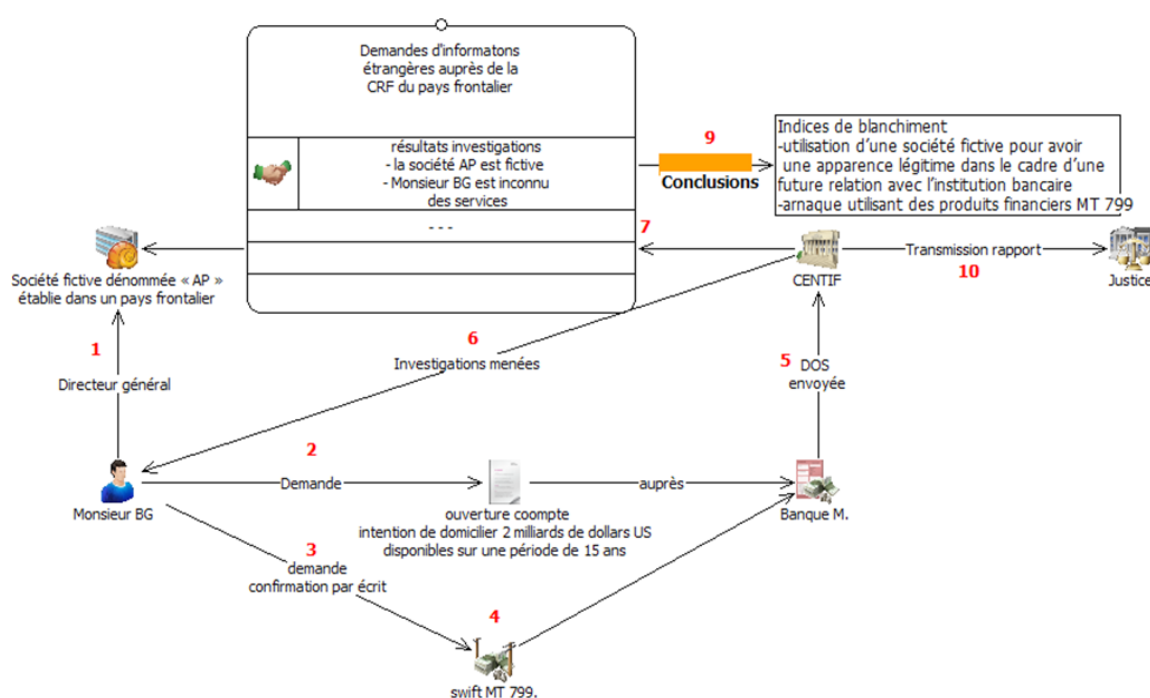 Demandes d'informatons
étrangères auprès de la
CRF du pays frontalier
résultats investigations
- la société AP est fictive
- Monsieur BG est inconnu
des services
- - -
9
Conclusions
Indices de blanchiment
-utilisation d'une société fictive pour avoir
une apparence légitime dans le cadre d'une
future relation avec l'institution bancaire
-arnaque utilisant des produits financiers MT 799
7
Société fictive dénommée « AP »
établie dans un pays frontalier
CENTIF
Transmission rapport
10
Justice
1
Directeur général
6
Investigations menées
5
DOS
envoyée
2
Monsieur BG
Demande
ouverture coompte
intention de domicilier 2 milliards de dollars US
disponibles sur une période de 15 ans
auprès
Banque M.
3
demande
confirmation par écrit
4
swift MT 799.